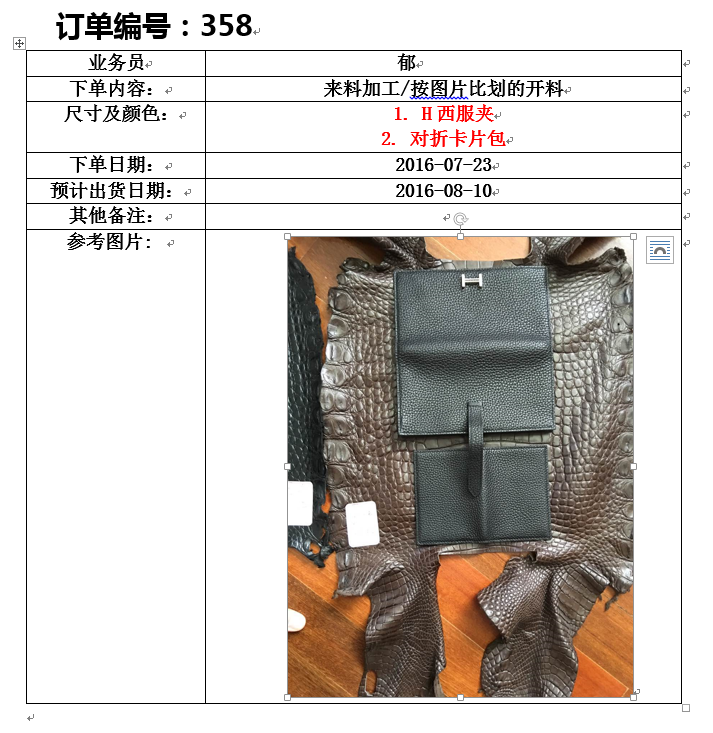 订单编号：358
业务员 郁
下单内容： 来料加工/按图片比划的开料
尺寸及颜色： 1. H 西服夹
2. 对折卡片包
下单日期： 2016-07-23
预计出货日期： 2016-08-10
其他备注：
参考图片: